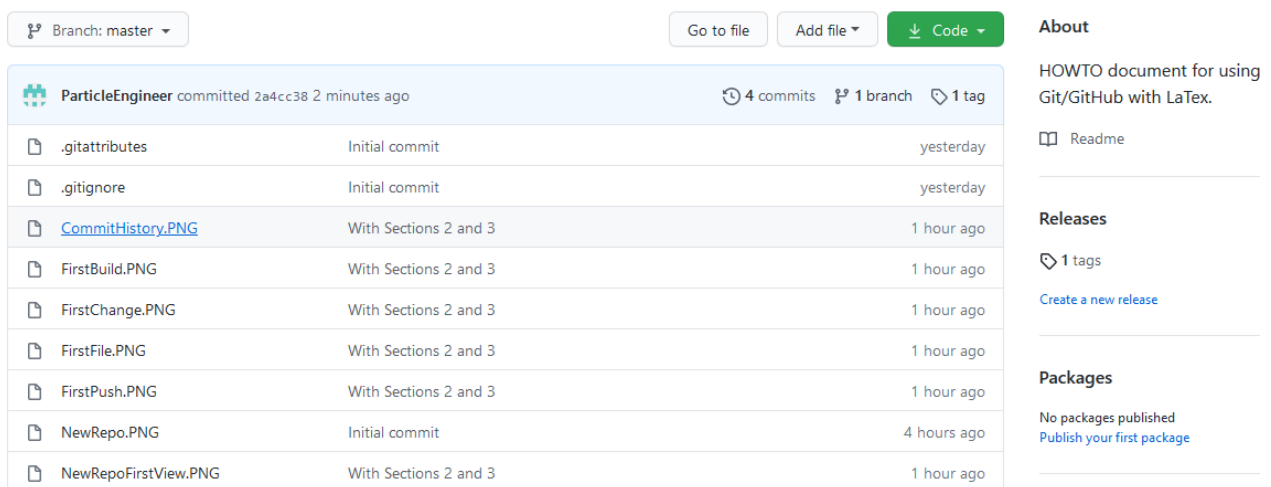 Branch: master
Go to file
Add file
Code
ParticleEngineer committed 2a4cc38 2 minutes ago
4 commits
1 branch
1 tag
.gitattributes Initial commit yesterday
.gitignore Initial commit yesterday
CommitHistory.PNG With Sections 2 and 3 1 hour ago
FirstBuild.PNG With Sections 2 and 3 1 hour ago
FirstChange.PNG With Sections 2 and 3 1 hour ago
FirstFile.PNG With Sections 2 and 3 1 hour ago
FirstPush.PNG With Sections 2 and 3 1 hour ago
NewRepo.PNG Initial commit 4 hours ago
NewRepoFirstView.PNG With Sections 2 and 3 1 hour ago
About
HOWTO document for using
Git/GitHub with LaTex.
Readme
Releases
1 tags
Create a new release
Packages
No packages published
Publish your first package